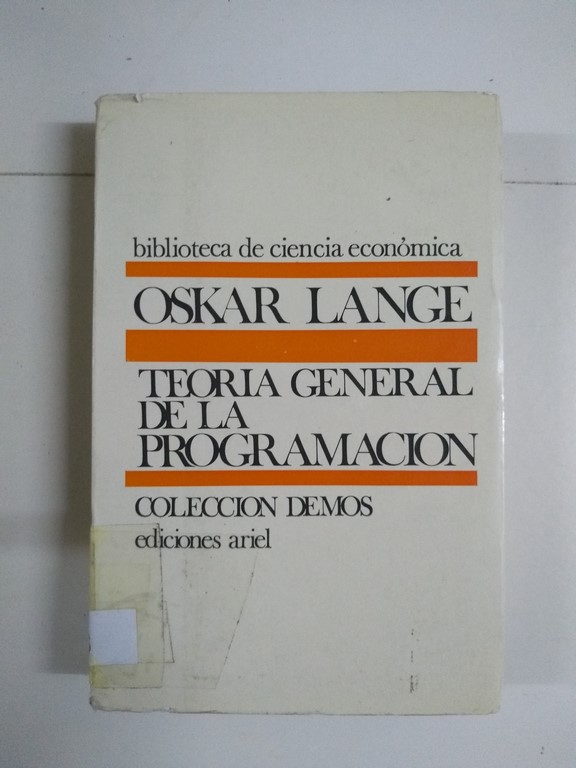 biblioteca de ciencia económica
OSKAR LANGE
TEORIA GENERAL
DE LA
PROGRAMACION
COLECCION DEMOS
ediciones ariel